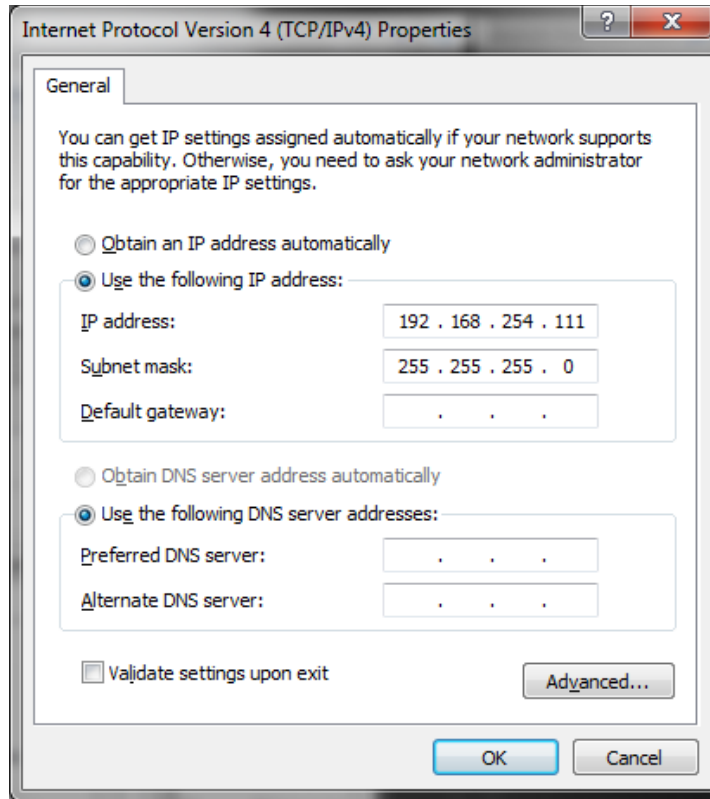 Internet Protocol Version 4 (TCP/IPv4) Properties
?
X
General
You can get IP settings assigned automatically if your network supports
this capability. Otherwise, you need to ask your network administrator
for the appropriate IP settings.
Obtain an IP address automatically
Use the following IP address:
IP address: 192 . 168 . 254 . 111
Subnet mask: 255 . 255 . 255 . 0
Default gateway: . . .
Obtain DNS server address automatically
Use the following DNS server addresses:
Preferred DNS server: . . .
Alternate DNS server: . . .
Validate settings upon exit
Advanced...
OK Cancel